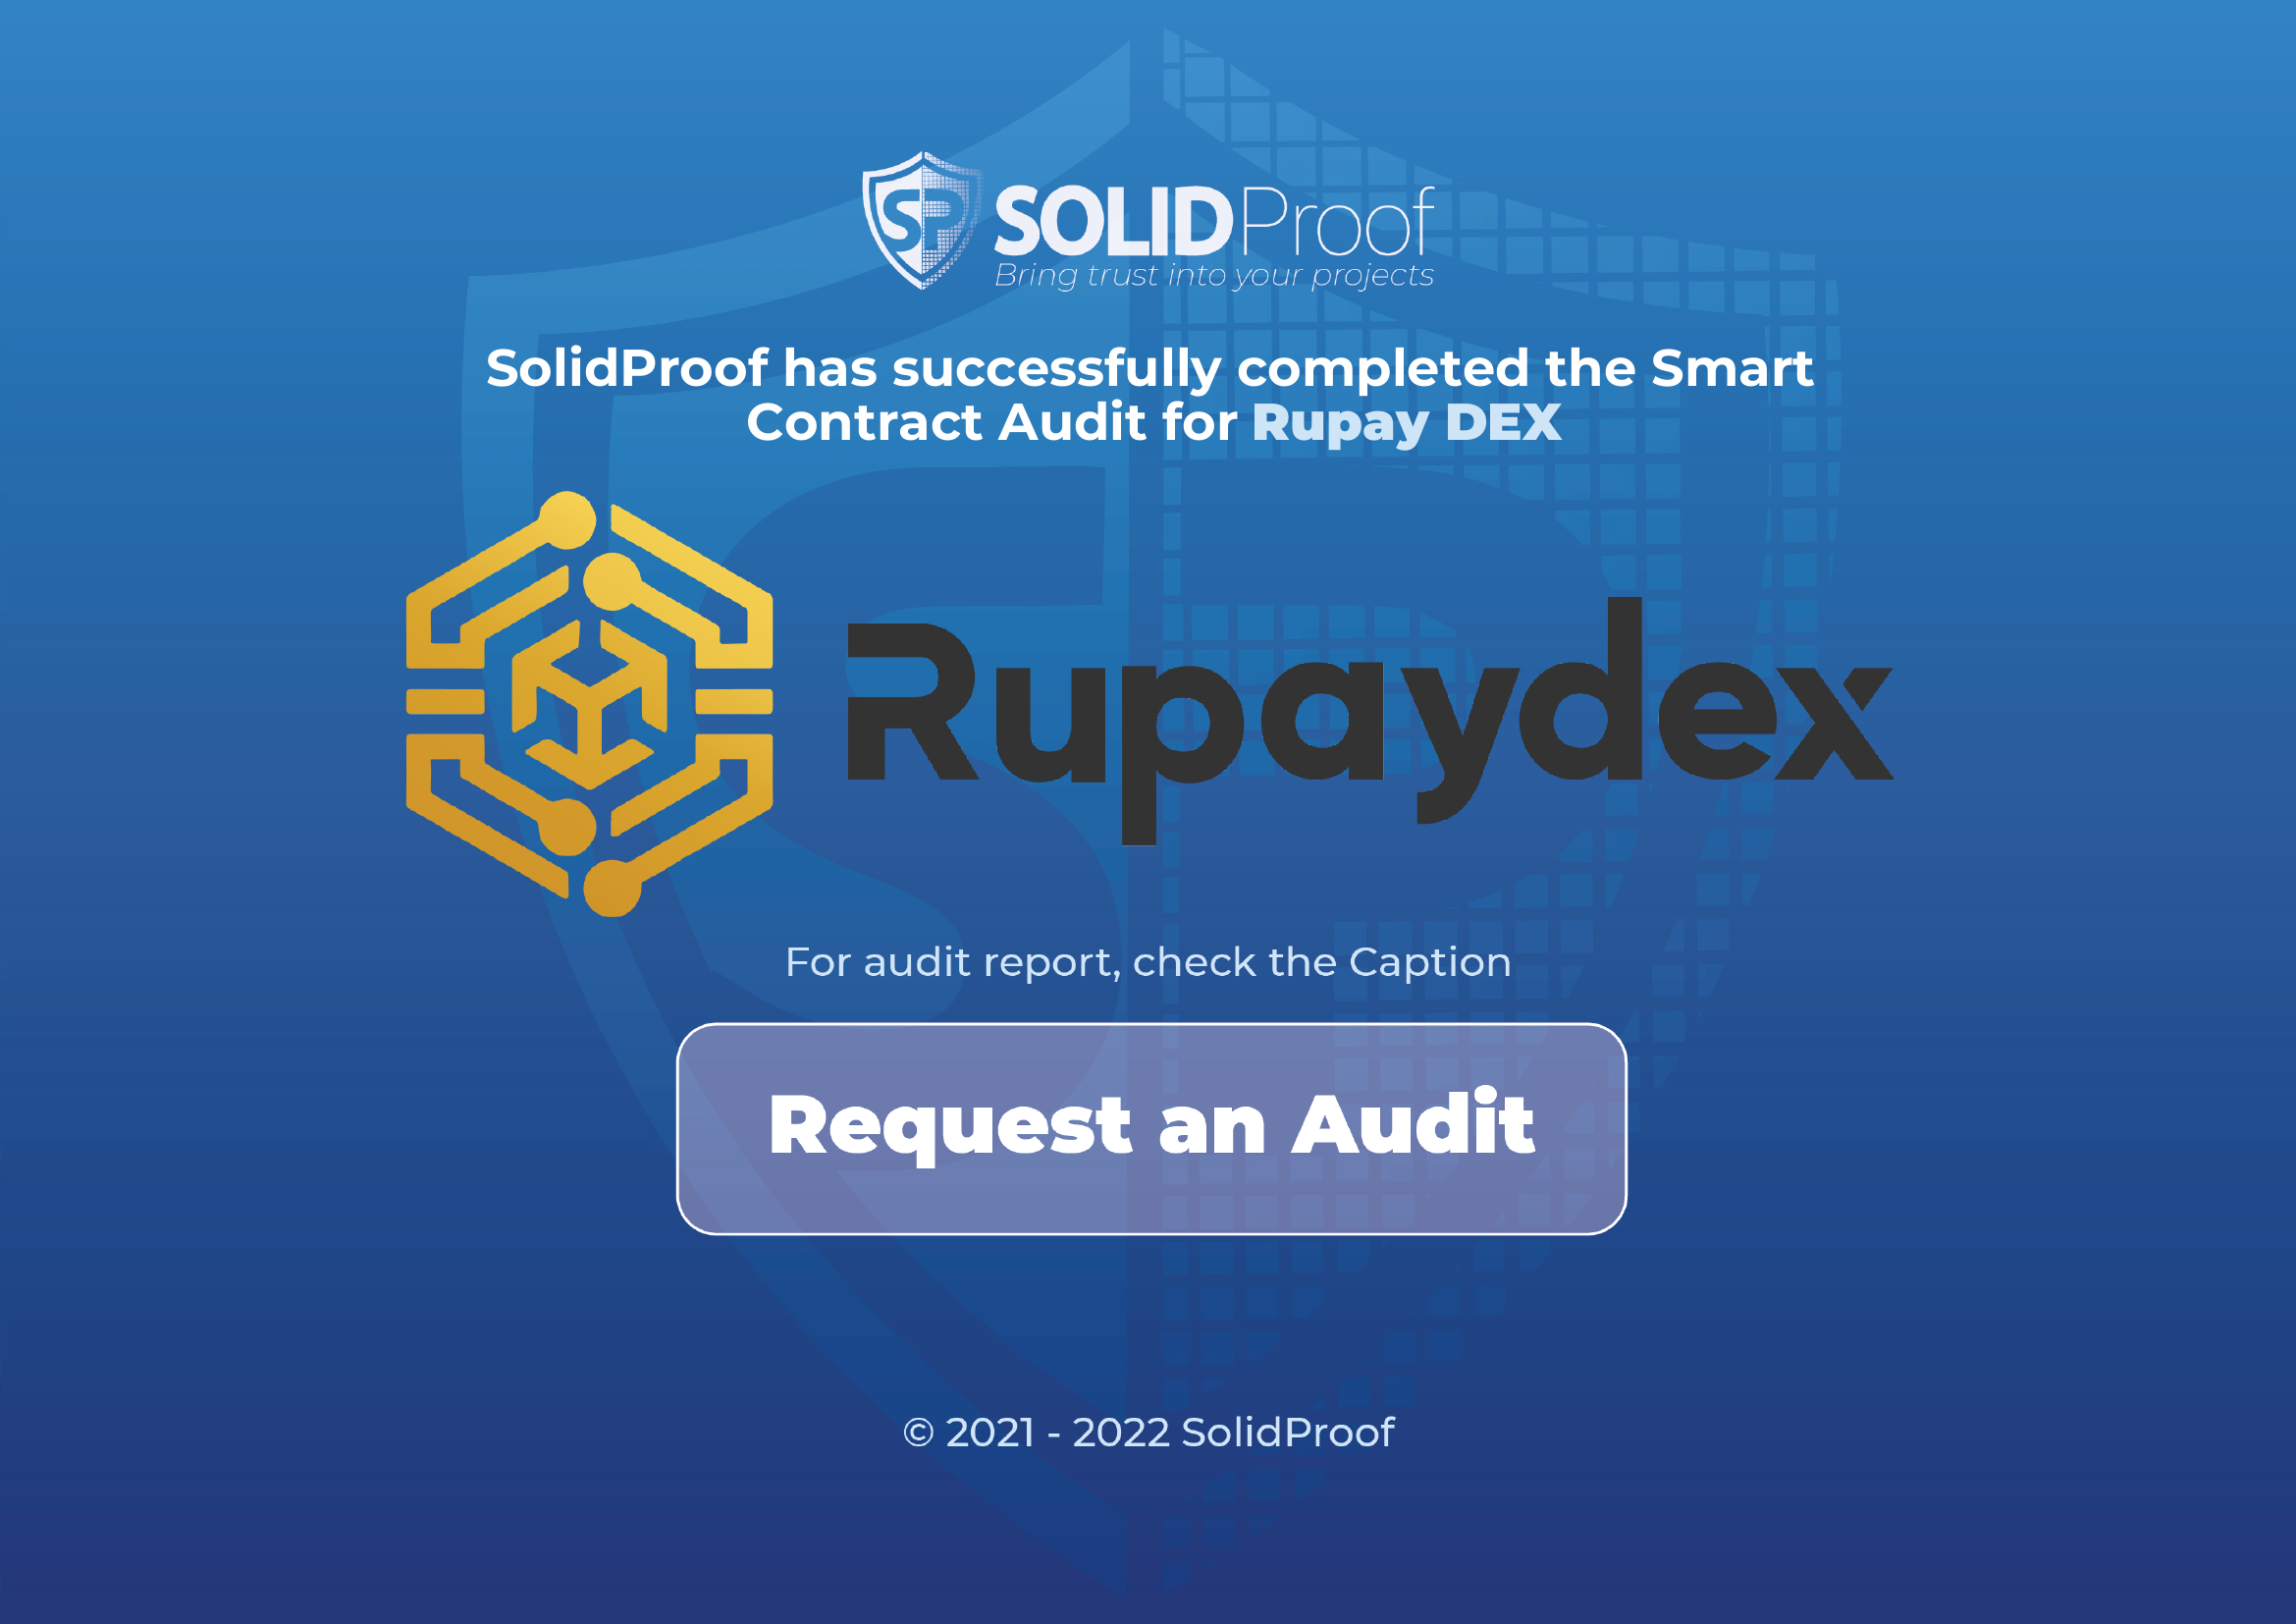 SP SOLIDProof
Bring trust into your projects
SolidProof has successfully completed the Smart
Contract Audit for Rupay DEX
Rupaydex
For audit report, check the Caption
Request an Audit
© 2021 - 2022 SolidProof